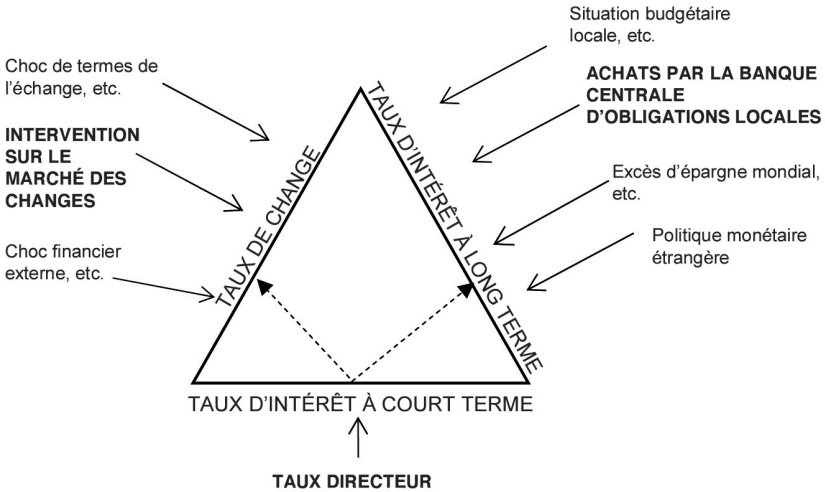 Situation budgétaire
locale, etc.
Choc de termes de
l'échange, etc.
ACHATS PAR LA BANQUE
CENTRALE
D'OBLIGATIONS LOCALES
INTERVENTION
SUR LE
MARCHÉ DES
CHANGES
Excès d'épargne mondial,
etc.
Choc financier
externe, etc.
Politique monétaire
étrangère
TAUX DE CHANGE
TAUX D'INTÉRÊT À LONG TERME
TAUX D'INTÉRÊT À COURT TERME
TAUX DIRECTEUR